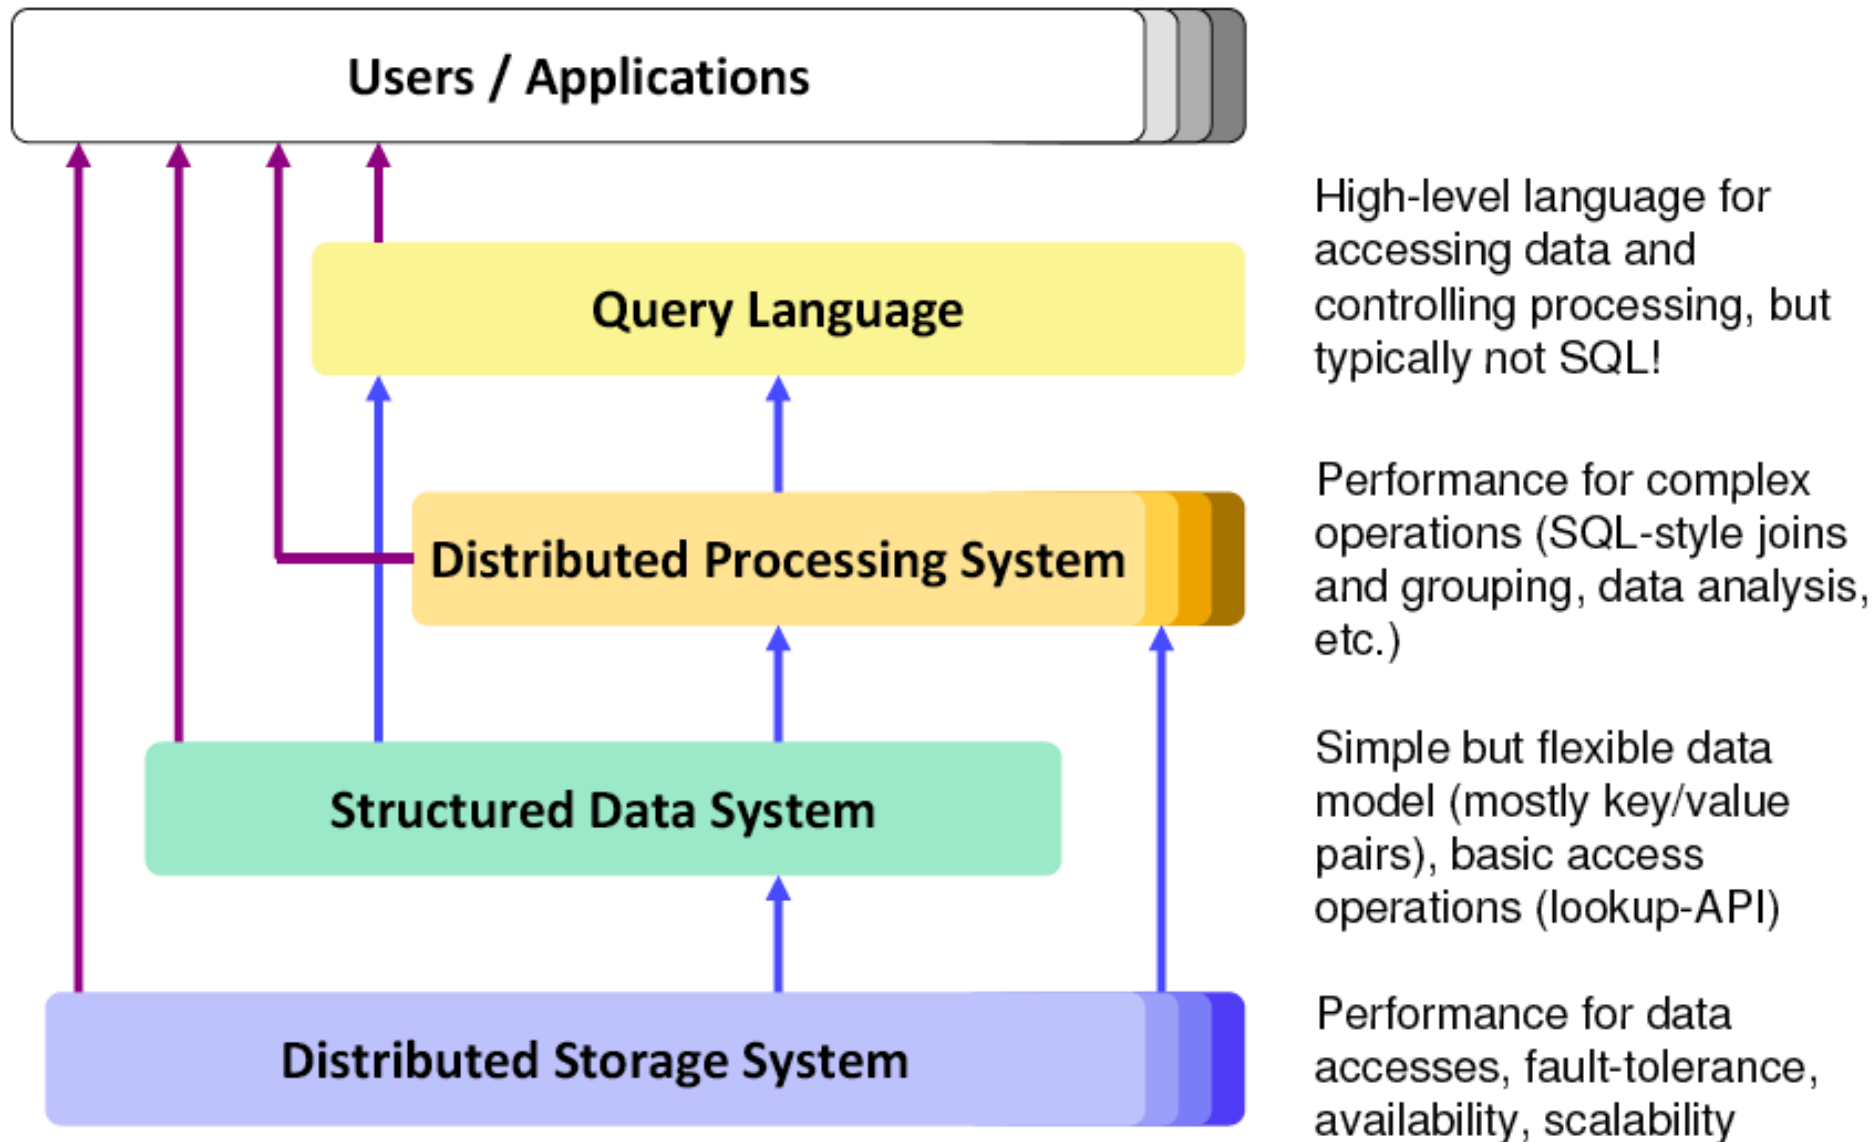 Users / Applications
Query Language
High-level language for
accessing data and
controlling processing, but
typically not SQL!
Distributed Processing System
Performance for complex
operations (SQL-style joins
and grouping, data analysis,
etc.)
Structured Data System
Simple but flexible data
model (mostly key/value
pairs), basic access
operations (lookup-API)
Distributed Storage System
Performance for data
accesses, fault-tolerance,
availability, scalability